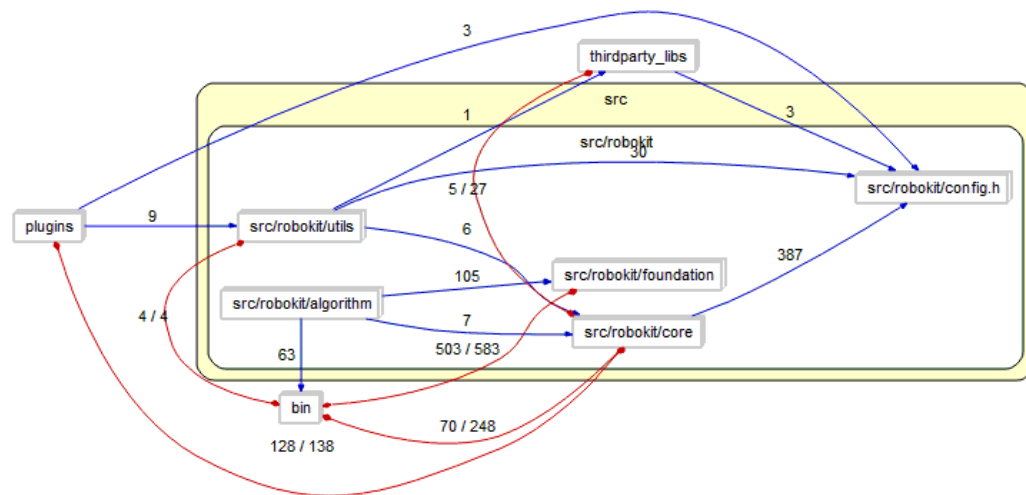 3
thirdparty_libs
src
1
3
src/robokit
30
5 / 27
src/robokit/config.h
plugins
9
src/robokit/utils
6
387
105
src/robokit/foundation
src/robokit/algorithm
4 / 4
7
src/robokit/core
63
503 / 583
bin
70 / 248
128 / 138